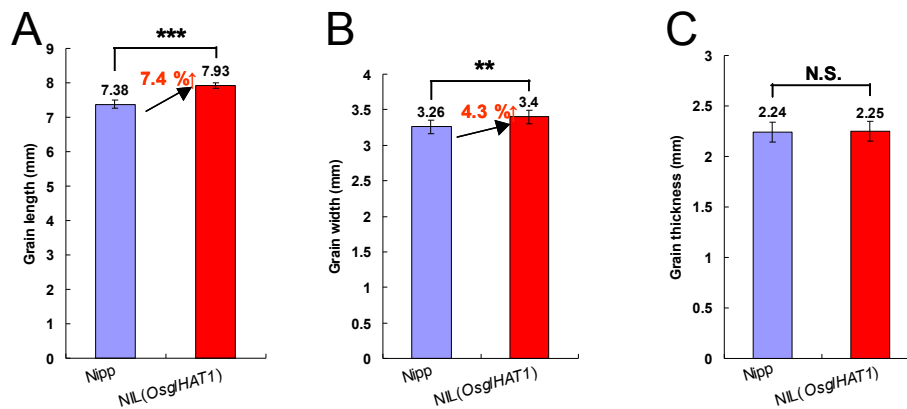 A
Grain length (mm)
9
8
7
6
5
4
3
2
1
0
***
7.4 %↑
7.38
7.93
Nipp
NIL(OsglHAT1)
B
Grain width (mm)
4
3.5
3
2.5
2
1.5
1
0.5
0
**
4.3 %↑
3.26
3.4
Nipp
NIL(OsglHAT1)
C
Grain thickness (mm)
3
2.5
2
1.5
1
0.5
0
N.S.
2.24
2.25
Nipp
NIL(OsglHAT1)